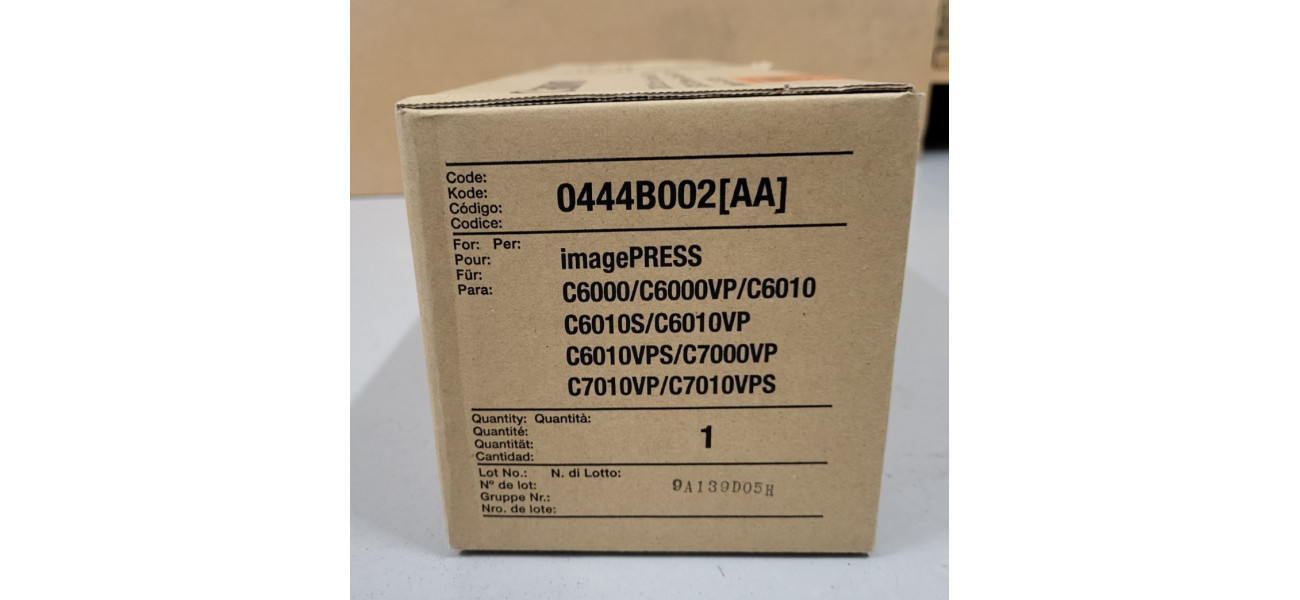 Code:
Kode:
Código:
Codice:
0444B002[AA]
For: Per:
Pour:
Für:
Para:
imagePRESS
C6000/C6000VP/C6010
C6010S/C6010VP
C6010VPS/C7000VP
C7010VP/C7010VPS
Quantity: Quantità:
Quantité:
Quantität:
Cantidad:
1
Lot No.: N. di Lotto:
N° de lot:
Gruppe Nr.:
Nro. de lote:
9A139D05H